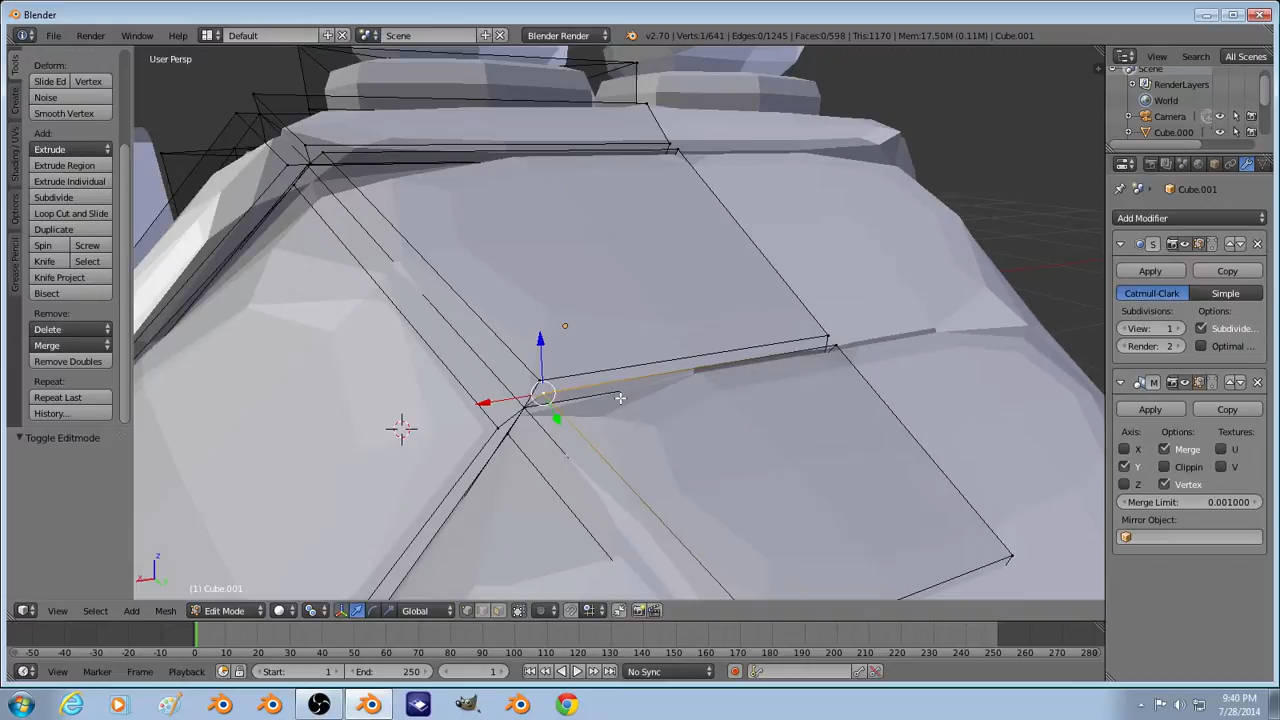 Blender
File Render Window Help Default Scene Blender Render v2.70 | Verts:1/641 | Edges:0/1245 | Faces:0/598 | Tris:1170 | Mem:17.50M (0.11M) | Cube.001
Tools
Create
Shading / UVs
Options
Grease Pencil
Deform:
Slide Ed Vertex
Noise
Smooth Vertex
Add:
Extrude
Extrude Region
Extrude Individual
Subdivide
Loop Cut and Slide
Duplicate
Spin Screw
Knife Select
Knife Project
Bisect
Remove:
Delete
Merge
Remove Doubles
Repeat:
Repeat Last
History...
Toggle Editmode
User Persp
z
x
y
(1) Cube.001
View Search All Scenes
Scene
RenderLayers
World
Camera
Cube.000
Cube.001
Add Modifier
S
Apply Copy
Catmull-Clark Simple
Subdivisions: Options:
View: 1 Subdivide
Render: 2 Optimal
M
Apply Copy
Axis: Options: Textures:
X Merge U
Y Clippin V
Z Vertex
Merge Limit: 0.001000
Mirror Object:
View Select Add Mesh Edit Mode Global
-50 -40 -30 -20 -10 0 10 20 30 40 50 60 70 80 90 100 110 120 130 140 150 160 170 180 190 200 210 220 230 240 250 260 270 280
View Marker Frame Playback Start: 1 End: 250 1 No Sync
9:40 PM
7/28/2014